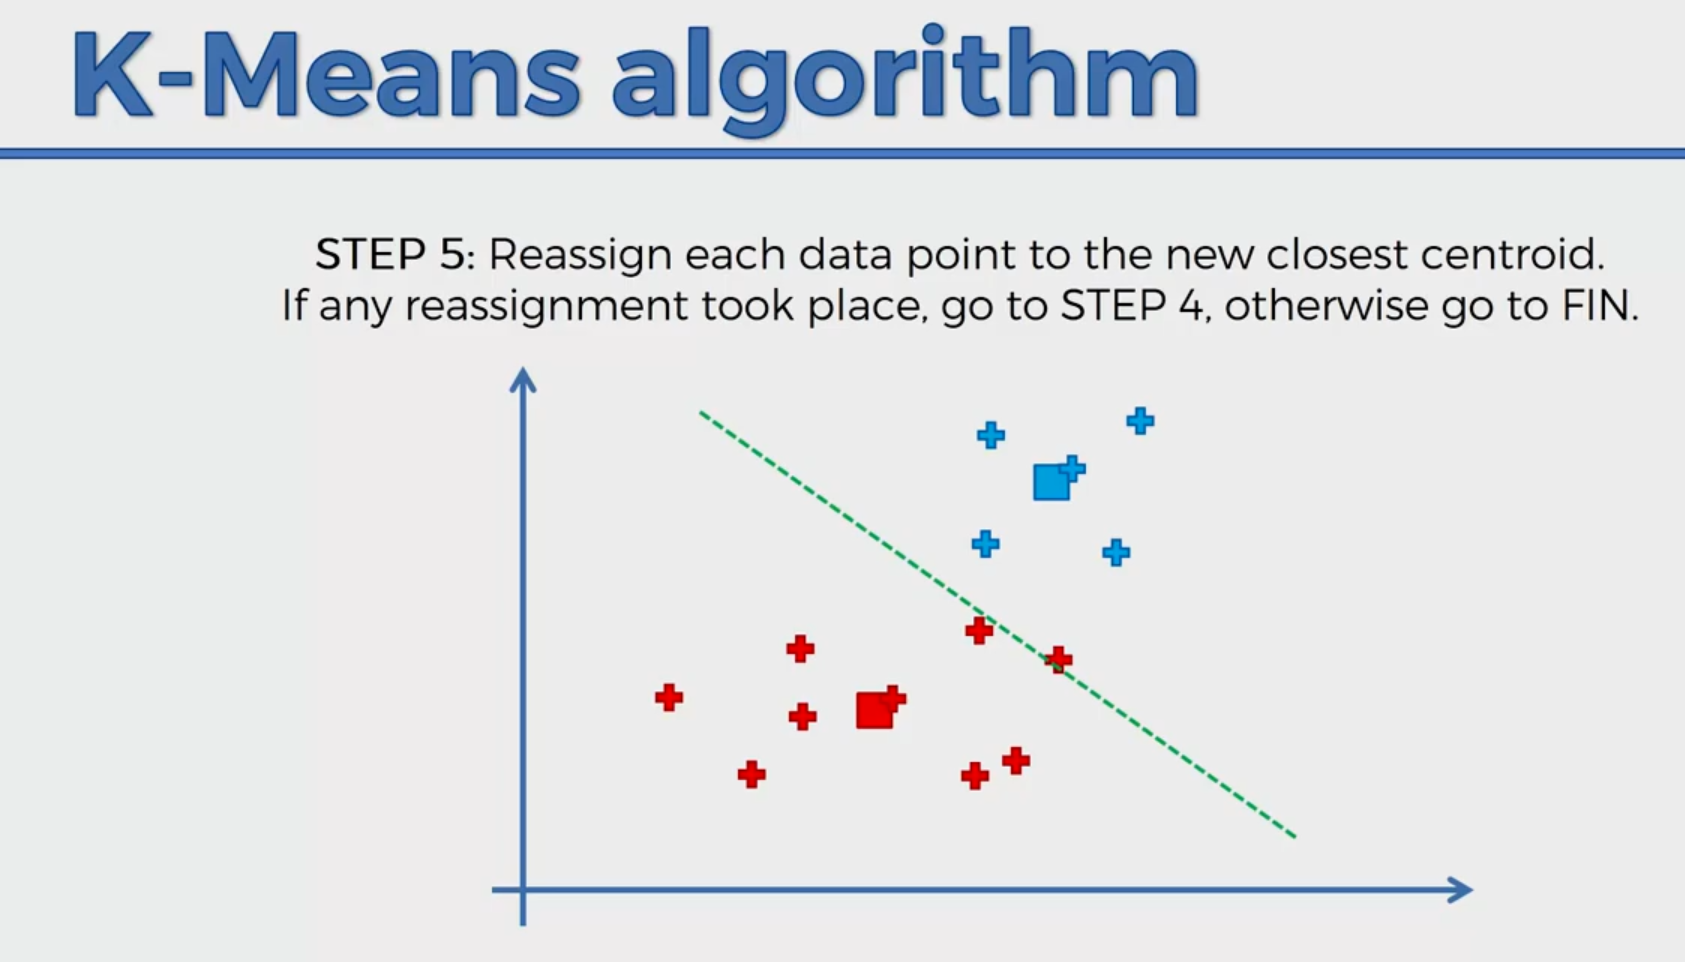 K-Means algorithm
STEP 5: Reassign each data point to the new closest centroid.
If any reassignment took place, go to STEP 4, otherwise go to FIN.